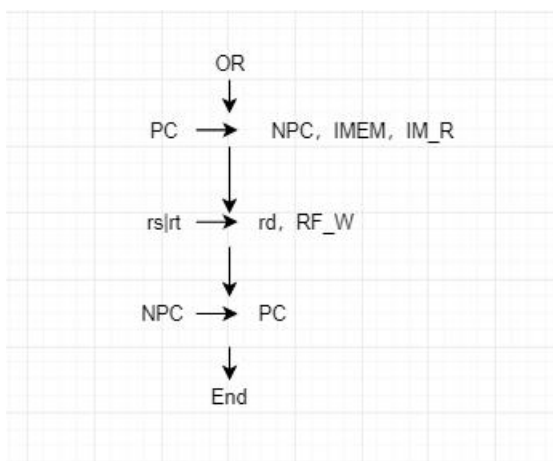 OR
PC NPC, IMEM, IM_R
rs|rt rd, RF_W
NPC PC
End